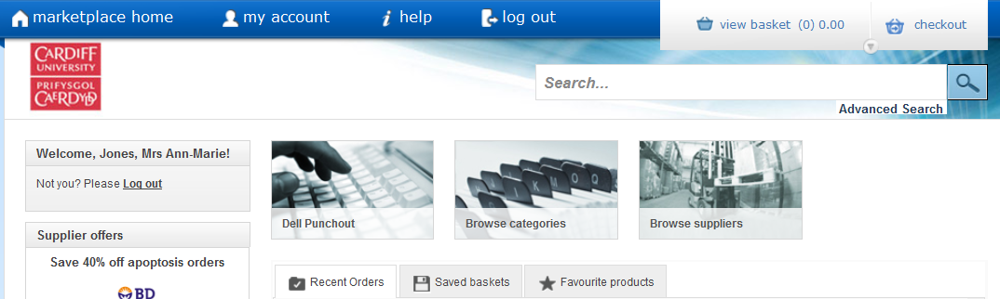 marketplace home
my account
help
log out
view basket (0) 0.00
checkout
CARDIFF
UNIVERSITY
PRIFYSGOL
CAERDYDD
Search...
Advanced Search
Welcome, Jones, Mrs Ann-Marie!
Not you? Please Log out
Supplier offers
Save 40% off apoptosis orders
BD
Dell Punchout
J K M O Q
Browse categories
Browse suppliers
Recent Orders
Saved baskets
Favourite products